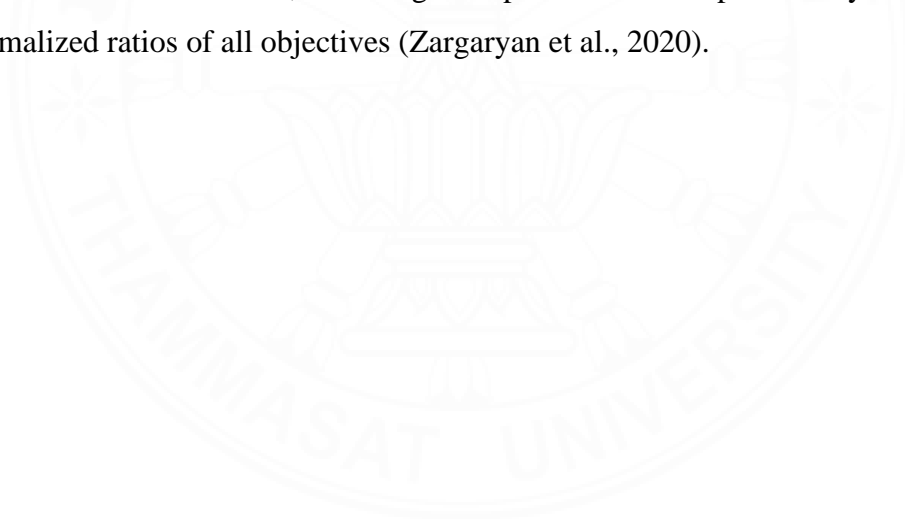 malized ratios of all objectives (Zargaryan et al., 2020).
THAMMASAT UNIVERSITY